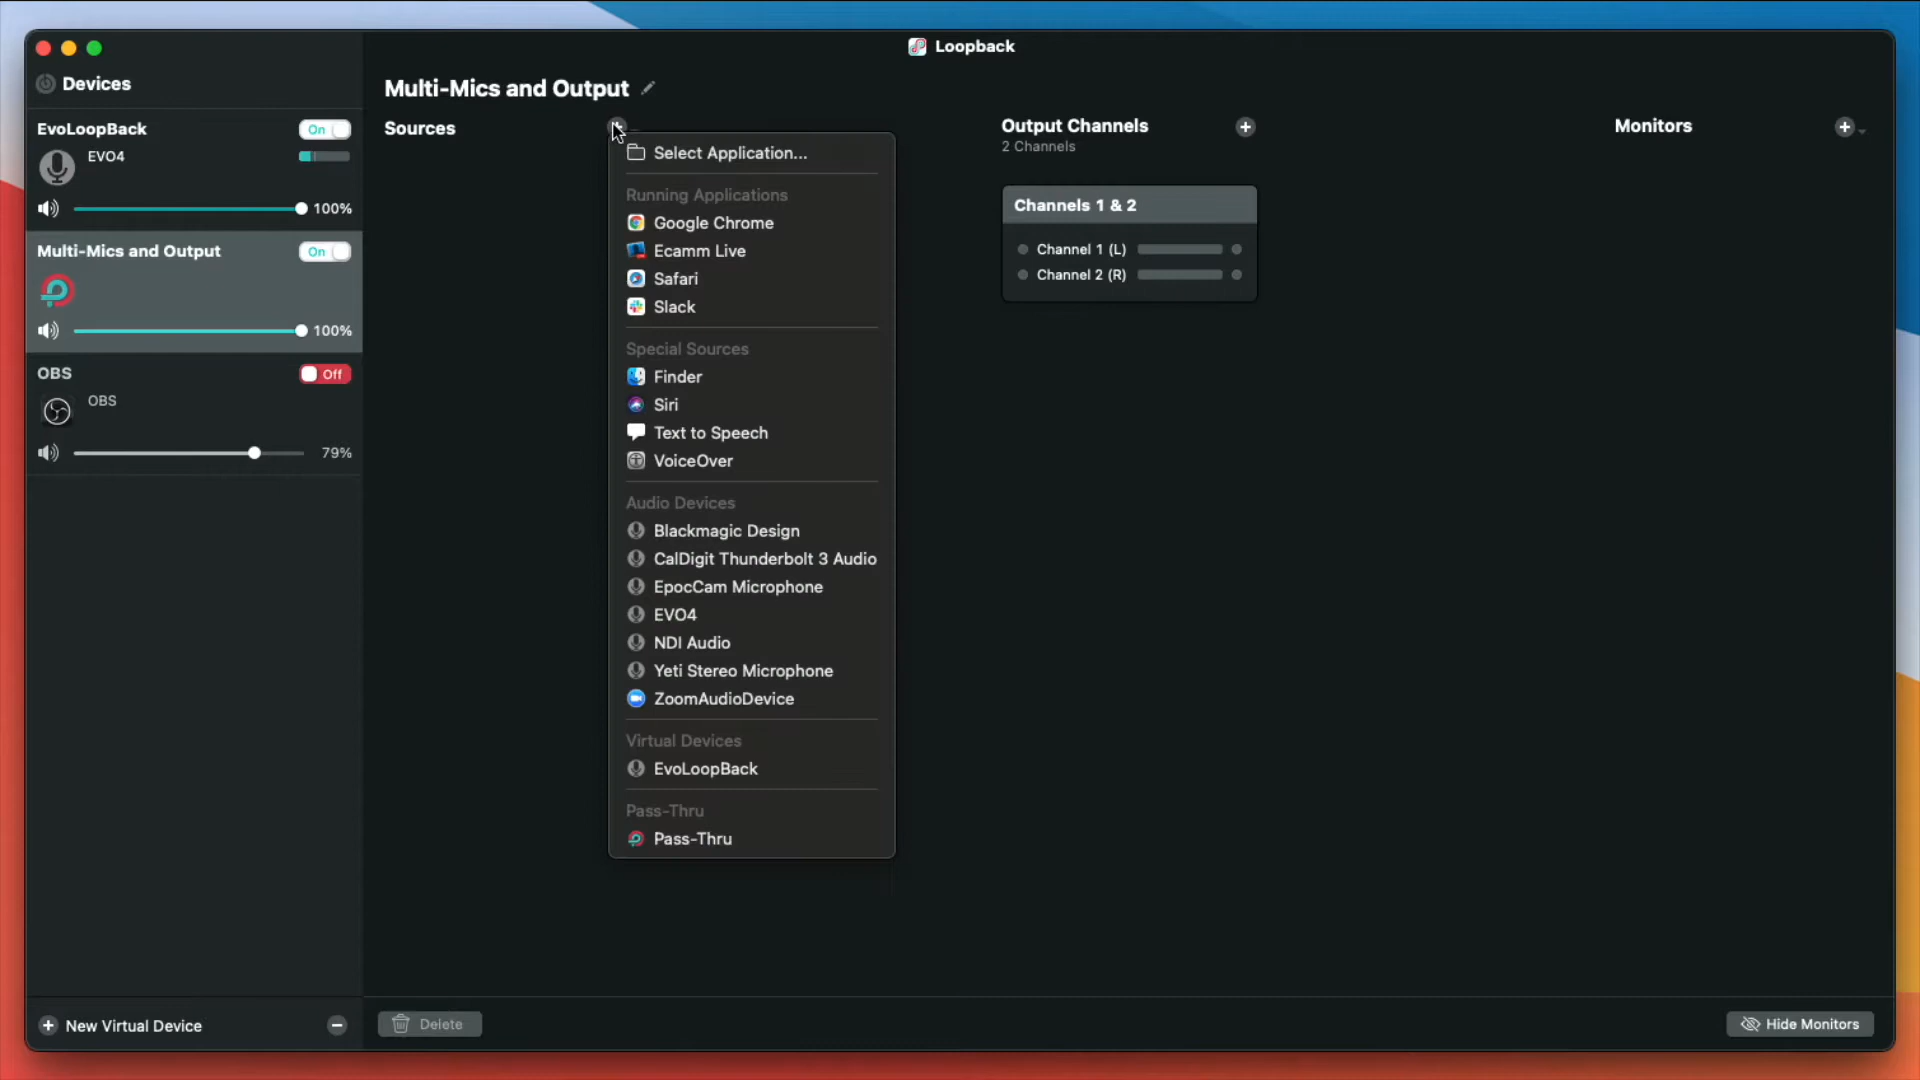 Loopback
Devices
EvoLoopBack
On
EVO4
100%
Multi-Mics and Output
On
100%
OBS
Off
OBS
79%
New Virtual Device
Multi-Mics and Output
Sources
Select Application...
Running Applications
Google Chrome
Ecamm Live
Safari
Slack
Special Sources
Finder
Siri
Text to Speech
VoiceOver
Audio Devices
Blackmagic Design
CalDigit Thunderbolt 3 Audio
EpocCam Microphone
EVO4
NDI Audio
Yeti Stereo Microphone
ZoomAudioDevice
Virtual Devices
EvoLoopBack
Pass-Thru
Pass-Thru
Output Channels
2 Channels
Channels 1 & 2
Channel 1 (L)
Channel 2 (R)
Monitors
Delete
Hide Monitors